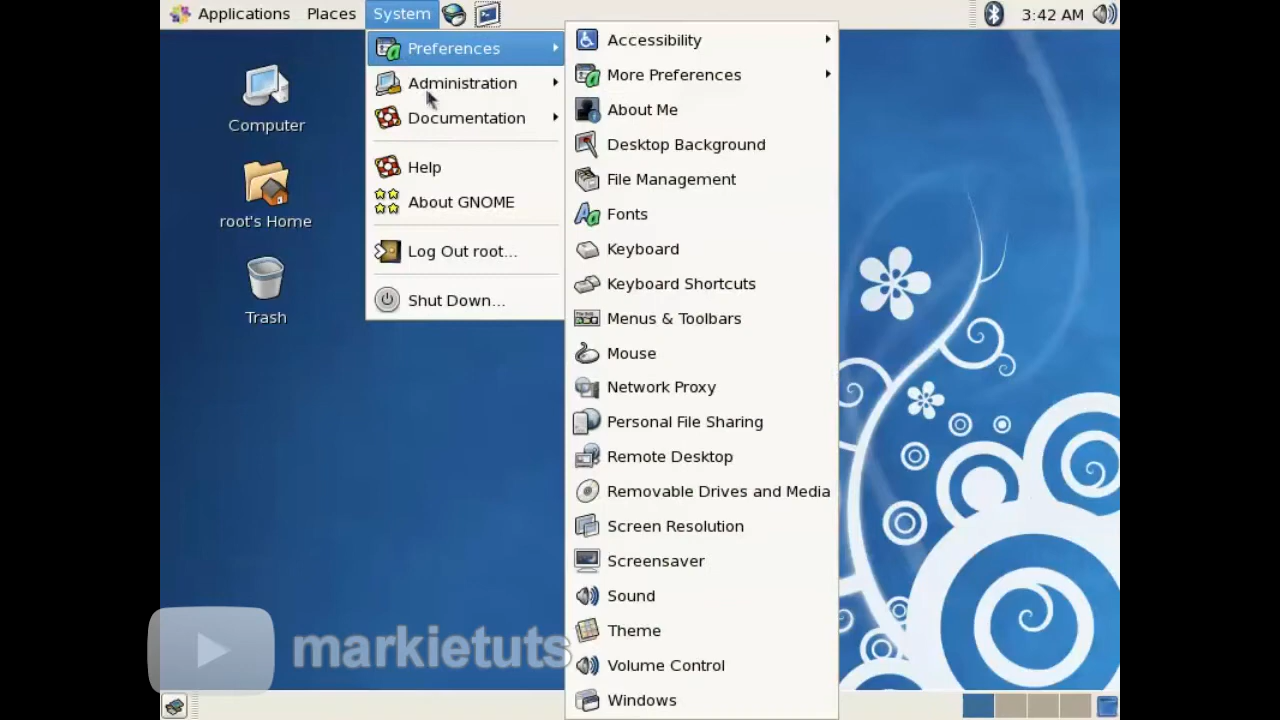 Applications Places System 3:42 AM
Preferences
Administration
Documentation
Help
About GNOME
Log Out root...
Shut Down...
Accessibility
More Preferences
About Me
Desktop Background
File Management
Fonts
Keyboard
Keyboard Shortcuts
Menus & Toolbars
Mouse
Network Proxy
Personal File Sharing
Remote Desktop
Removable Drives and Media
Screen Resolution
Screensaver
Sound
Theme
Volume Control
Windows
Computer
root's Home
Trash
markietuts